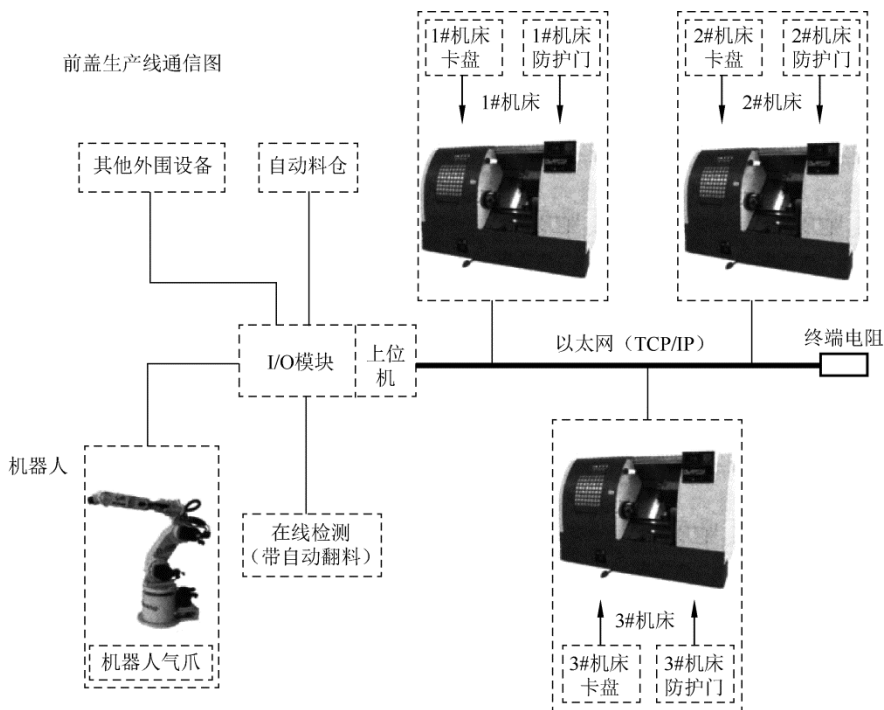 前盖生产线通信图
1#机床
卡盘
1#机床
防护门
1#机床
2#机床
卡盘
2#机床
防护门
2#机床
其他外围设备
自动料仓
I/O模块
上位
机
以太网（TCP/IP）
终端电阻
机器人
机器人气爪
在线检测
（带自动翻料）
3#机床
3#机床
卡盘
3#机床
防护门